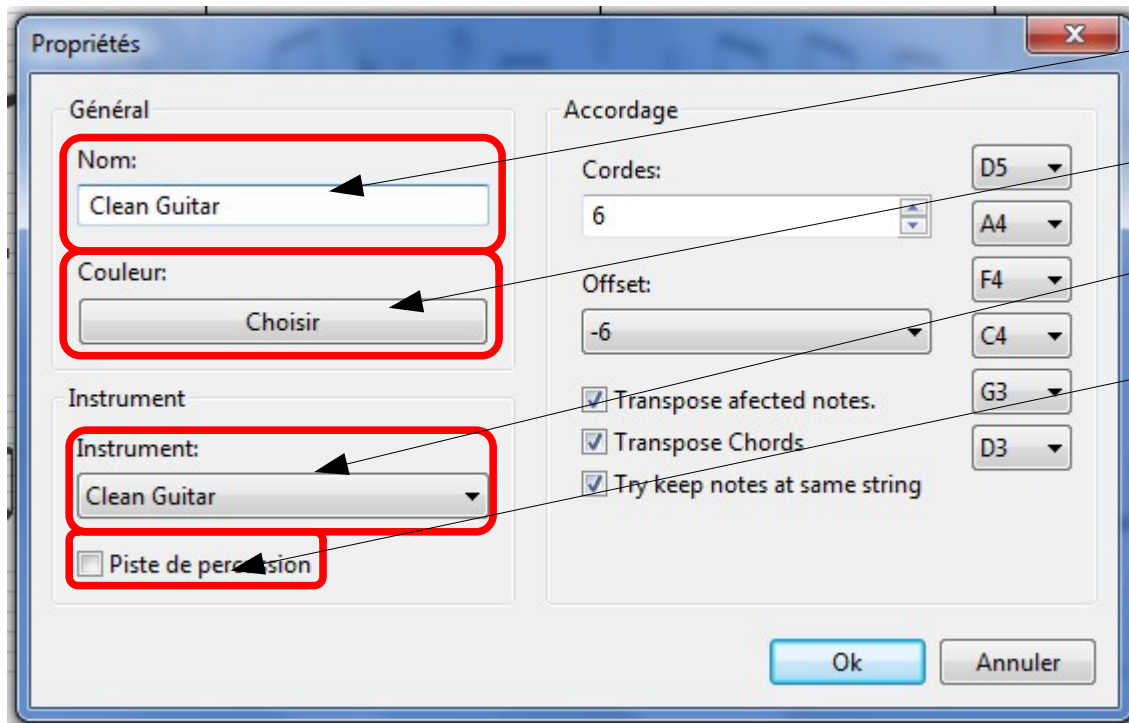 Propriétés
Général
Nom:
Clean Guitar
Couleur:
Choisir
Instrument
Instrument:
Clean Guitar
Piste de percussion
Accordage
Cordes:
6
Offset:
-6
Transpose afected notes.
Transpose Chords
Try keep notes at same string
D5
A4
F4
C4
G3
D3
Ok
Annuler